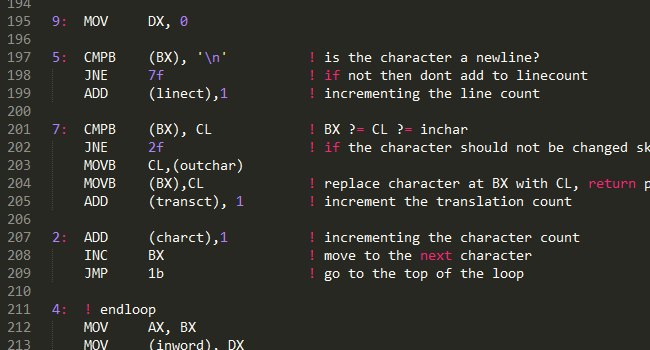 194
195 9: MOV DX, 0
196
197 5: CMPB (BX), '\n' ! is the character a newline?
198 JNE 7f ! if not then dont add to linecount
199 ADD (linect),1 ! incrementing the line count
200
201 7: CMPB (BX), CL ! BX ?= CL ?= inchar
202 JNE 2f ! if the character should not be changed sk
203 MOVB CL,(outchar)
204 MOVB (BX),CL ! replace character at BX with CL, return p
205 ADD (transct), 1 ! increment the translation count
206
207 2: ADD (charct),1 ! incrementing the character count
208 INC BX ! move to the next character
209 JMP 1b ! go to the top of the loop
210
211 4: ! endloop
212 MOV AX, BX
213 MOV (inword), DX